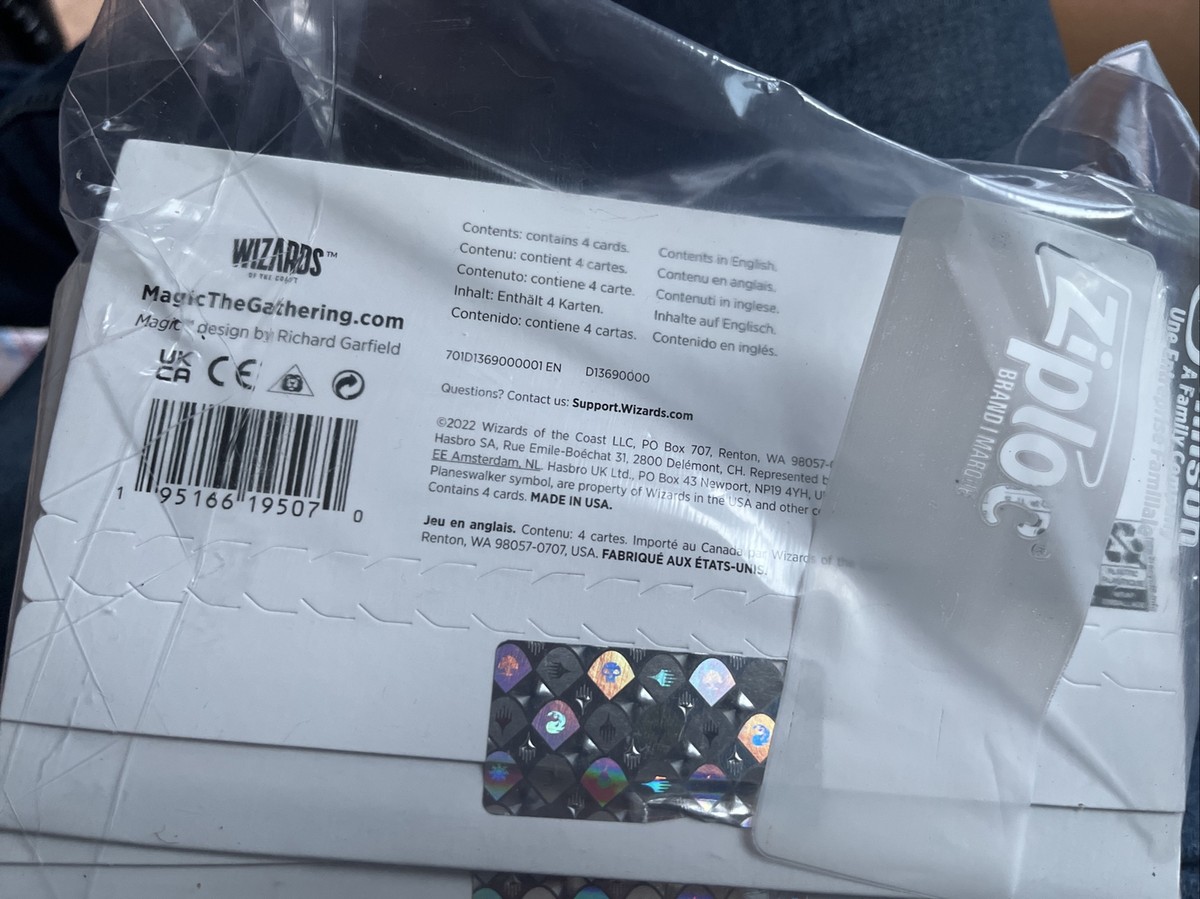 WIZARDS™
OF THE COAST
MagicTheGathering.com
Magic™ design by Richard Garfield
UK
CA CE
1 95166 19507 0
Contents: contains 4 cards.
Contenu: contient 4 cartes.
Contenuto: contiene 4 carte.
Inhalt: Enthält 4 Karten.
Contenido: contiene 4 cartas.
Contents in English.
Contenu en anglais.
Contenuti in inglese.
Inhalte auf Englisch.
Contenido en inglés.
701D1369000001 EN D13690000
Questions? Contact us: Support.Wizards.com
©2022 Wizards of the Coast LLC, PO Box 707, Renton, WA 98057-
Hasbro SA, Rue Emile-Boéchat 31, 2800 Delémont, CH. Represented
EE Amsterdam, NL. Hasbro UK Ltd., PO Box 43 Newport, NP19 4YH,
Planeswalker symbol, are property of Wizards in the USA and other
Contains 4 cards. MADE IN USA.
Jeu en anglais. Contenu: 4 cartes. Importé au Canada par Wizards of the
Renton, WA 98057-0707, USA. FABRIQUÉ AUX ÉTATS-UNIS.
Ziploc®
BRAND | MARQUE
A Family Company